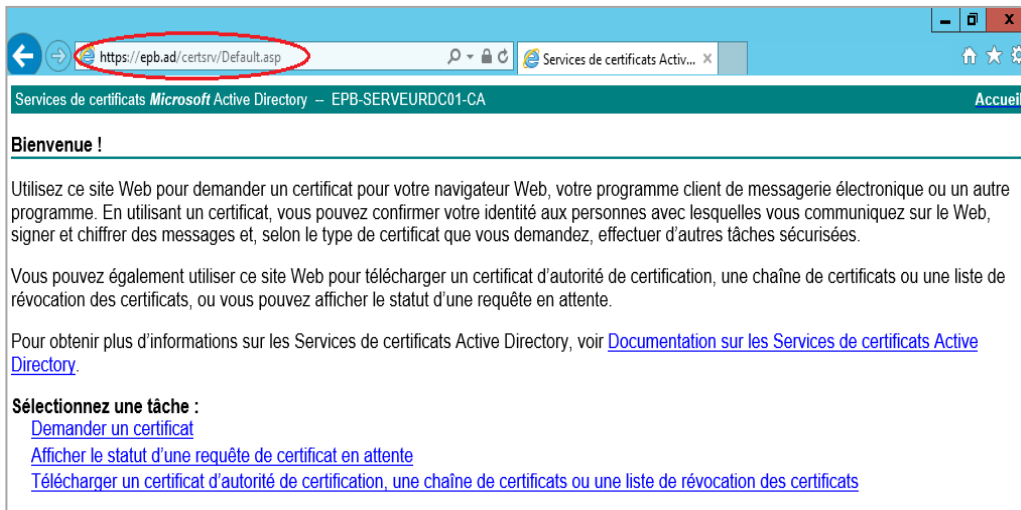 https://epb.ad/certsrv/Default.asp
Services de certificats Activ...
Services de certificats Microsoft Active Directory – EPB-SERVEURDC01-CA
Accueil
Bienvenue !
Utilisez ce site Web pour demander un certificat pour votre navigateur Web, votre programme client de messagerie électronique ou un autre
programme. En utilisant un certificat, vous pouvez confirmer votre identité aux personnes avec lesquelles vous communiquez sur le Web,
signer et chiffrer des messages et, selon le type de certificat que vous demandez, effectuer d’autres tâches sécurisées.
Vous pouvez également utiliser ce site Web pour télécharger un certificat d’autorité de certification, une chaîne de certificats ou une liste de
révocation des certificats, ou vous pouvez afficher le statut d’une requête en attente.
Pour obtenir plus d’informations sur les Services de certificats Active Directory, voir Documentation sur les Services de certificats Active
Directory.
Sélectionnez une tâche :
Demander un certificat
Afficher le statut d’une requête de certificat en attente
Télécharger un certificat d’autorité de certification, une chaîne de certificats ou une liste de révocation des certificats